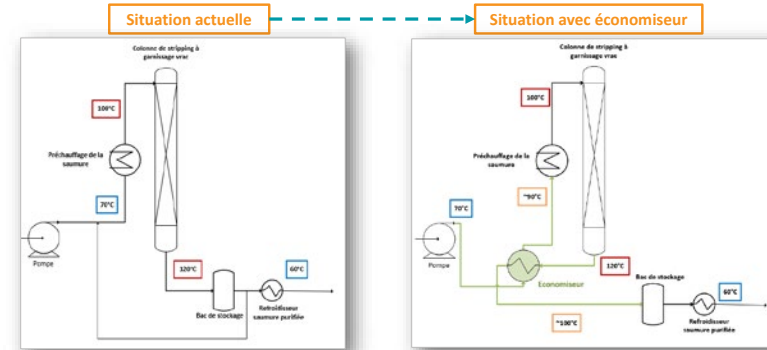 Situation actuelle
Situation avec économiseur
Colonne de stripping à
garnissage vrac
100°C
Préchauffage de la
saumure
70°C
Pompe
120°C
60°C
Bac de stockage
Refroidisseur
saumure purifiée
Colonne de stripping à
garnissage vrac
100°C
Préchauffage de la
saumure
~90°C
70°C
Pompe
Economiseur
120°C
Bac de stockage
60°C
~100°C
Refroidisseur
saumure purifiée